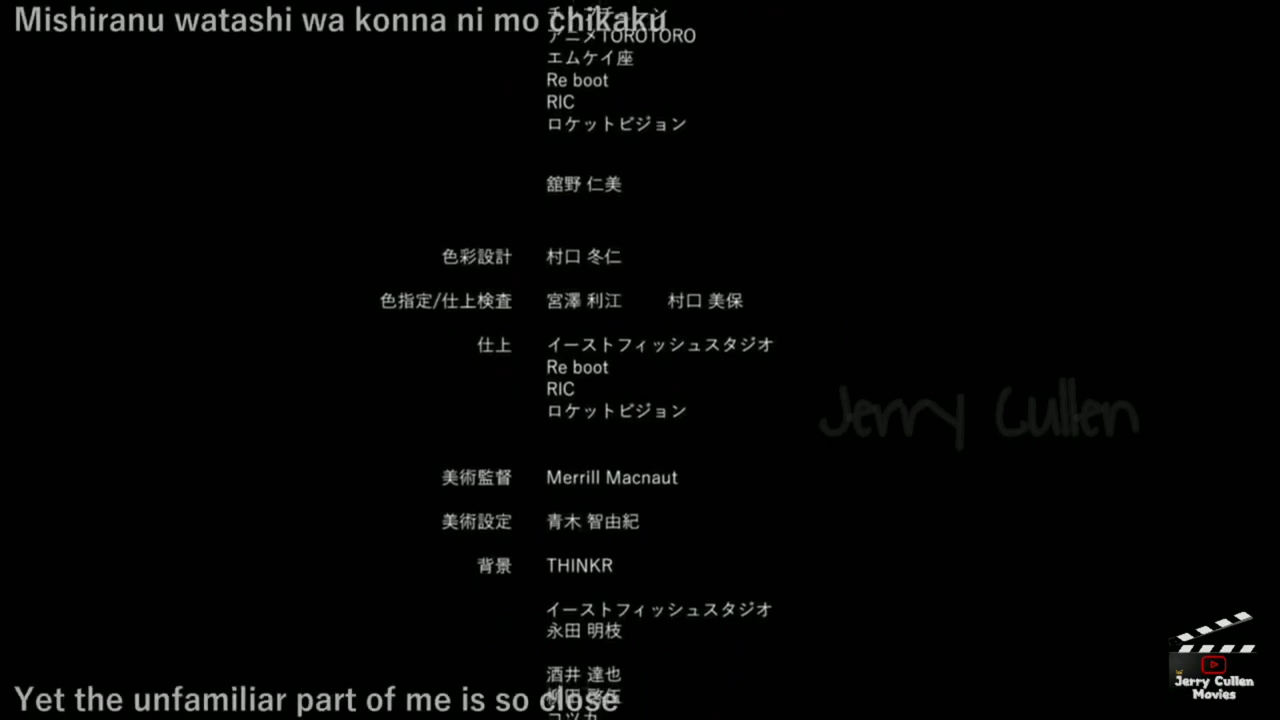 Mishiranu watashi wa konna ni mo chikaku
アニメTOROTORO
エムケイ座
Re boot
RIC
ロケットビジョン
舘野 仁美
色彩設計 村口 冬仁
色指定/仕上検査 宮澤 利江 村口 美保
仕上 イーストフィッシュスタジオ
Re boot
RIC
ロケットビジョン
Jerry Cullen
美術監督 Merrill Macnaut
美術設定 青木 智由紀
背景 THINKR
イーストフィッシュスタジオ
永田 明枝
酒井 達也
Yet the unfamiliar part of me is so close
Jerry Cullen
Movies